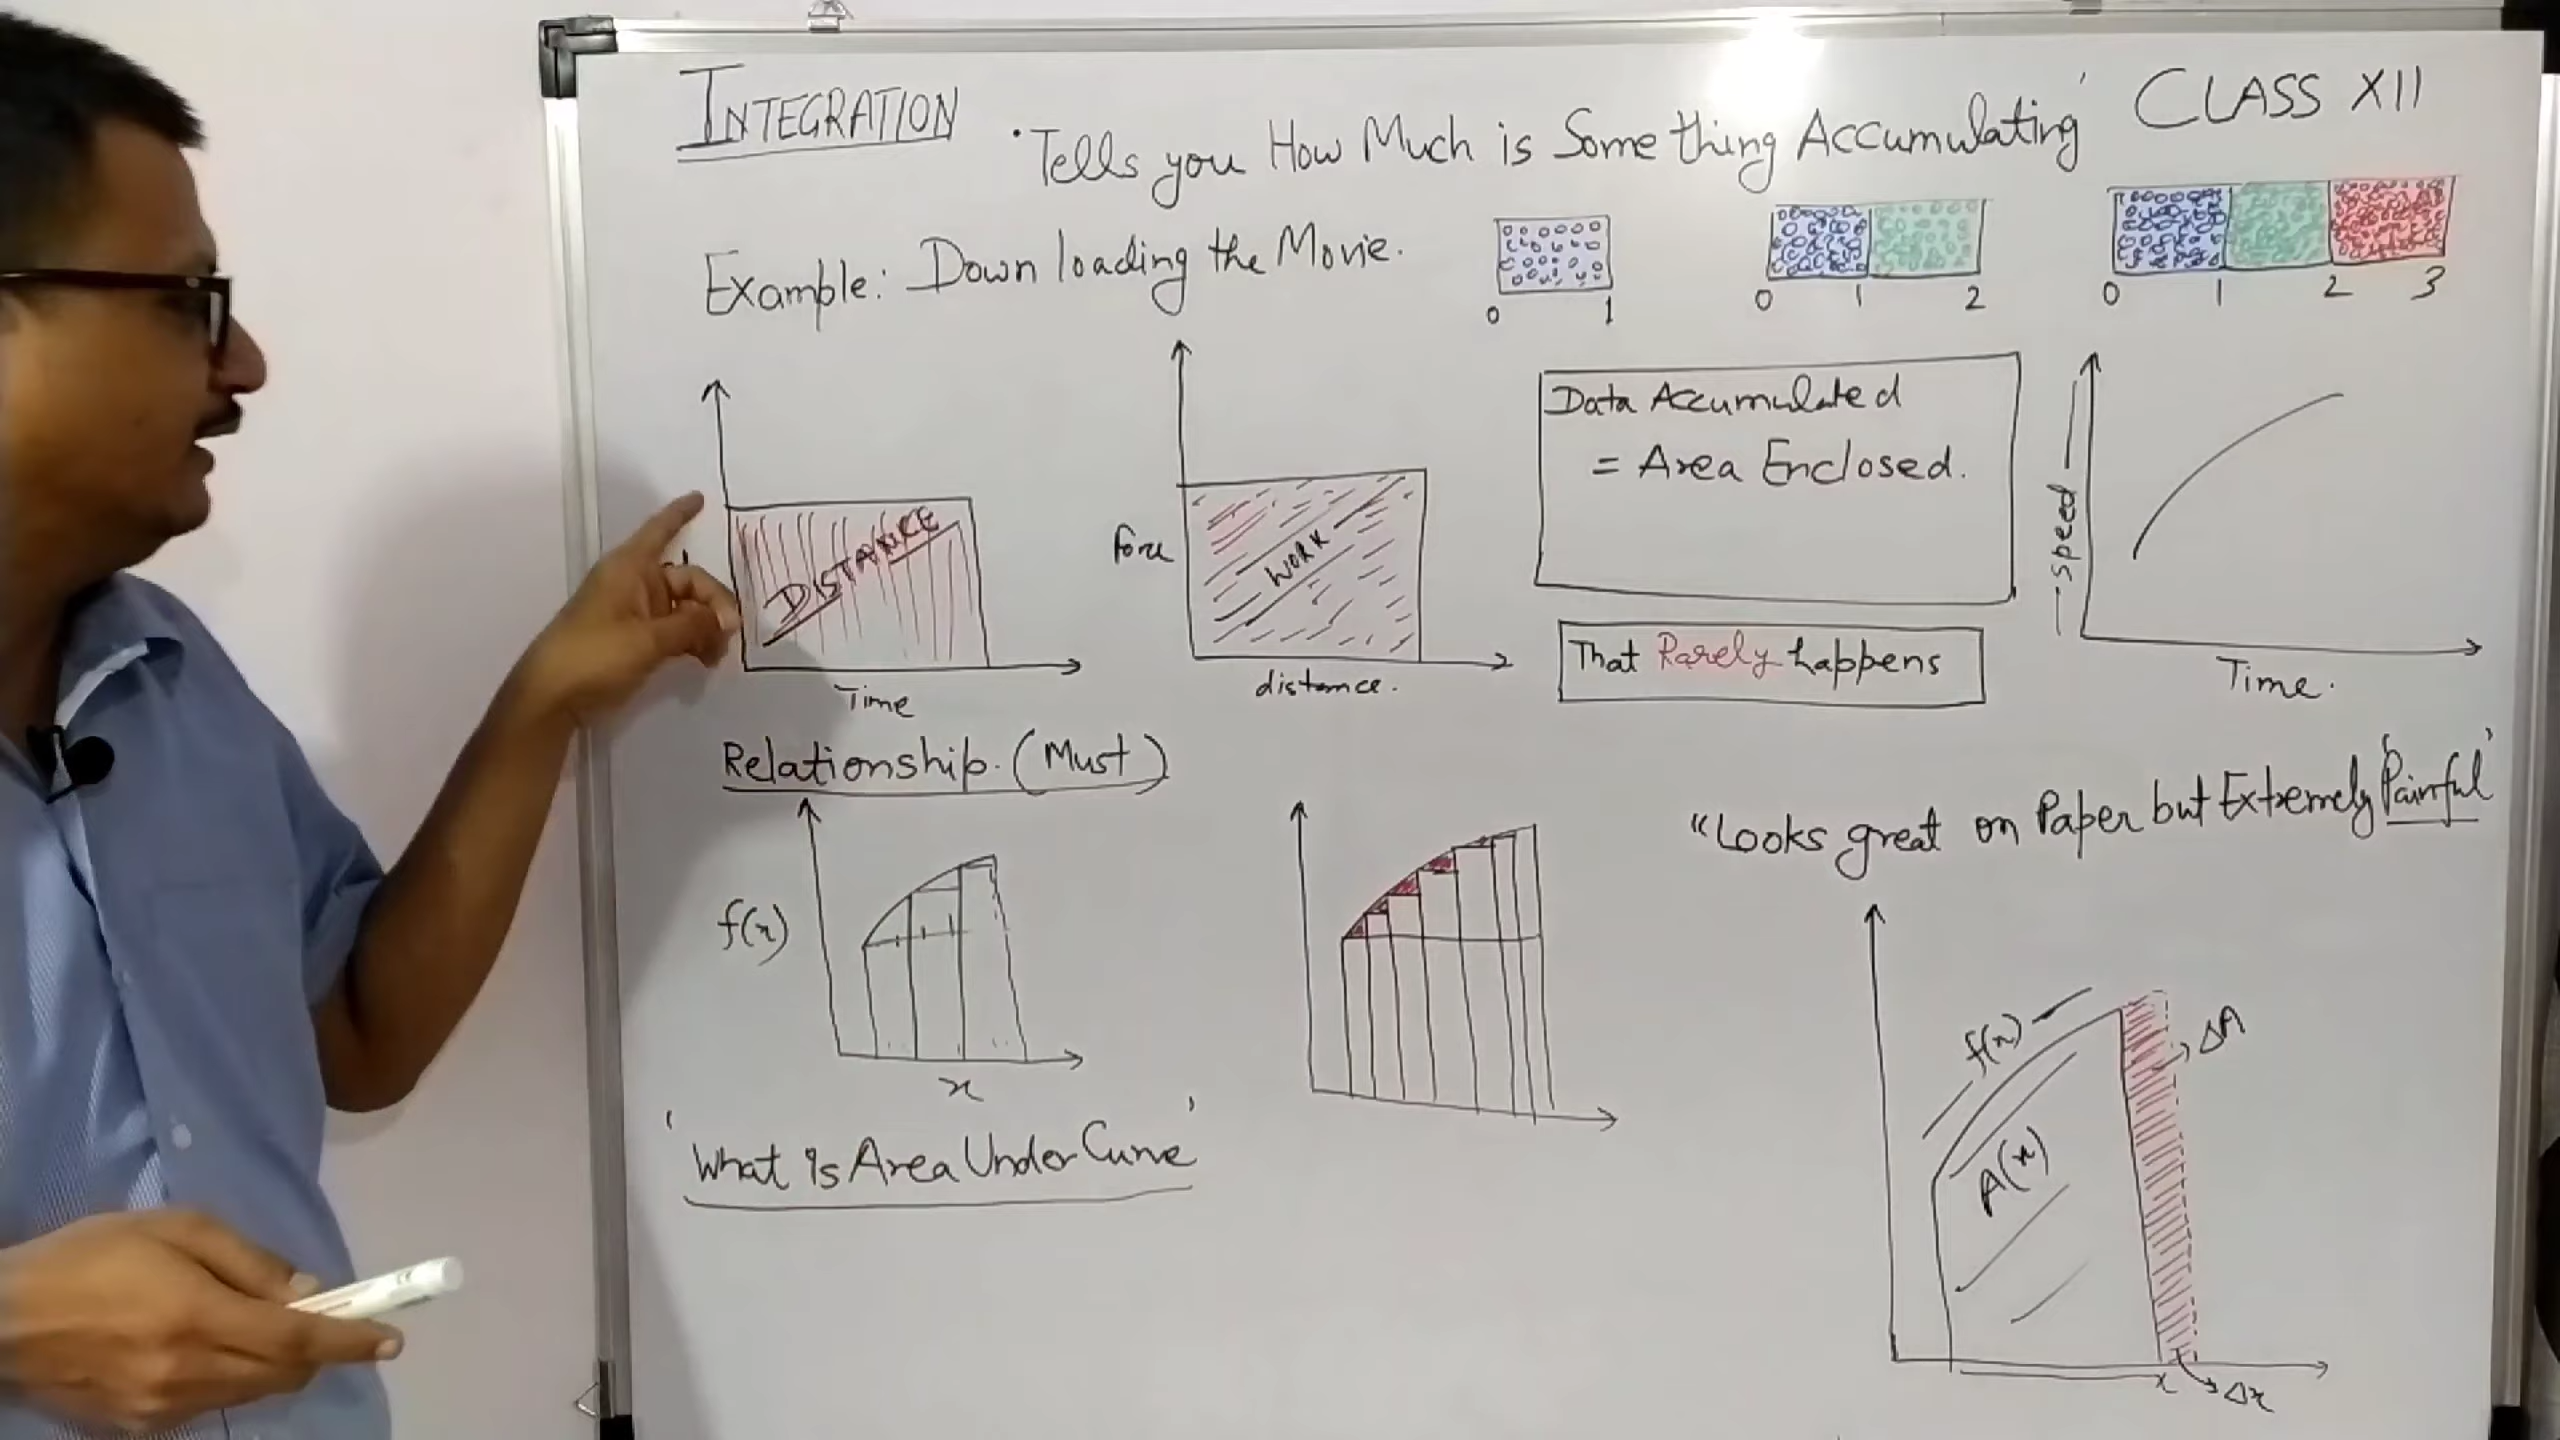 INTEGRATION
'Tells you How Much is Something Accumulating'
CLASS XII
Example: Down loading the Movie.
0 1
0 1 2
0 1 2 3
DISTANCE
Time
Force
WORK
distance.
Data Accumulated
= Area Enclosed.
That Rarely happens
speed
Time.
Relationship. (Must)
f(x)
x
"Looks great on Paper but Extremely 'Painful'
'What is Area Under Curve'
f(x)
A(x)
ΔA
x
Δx